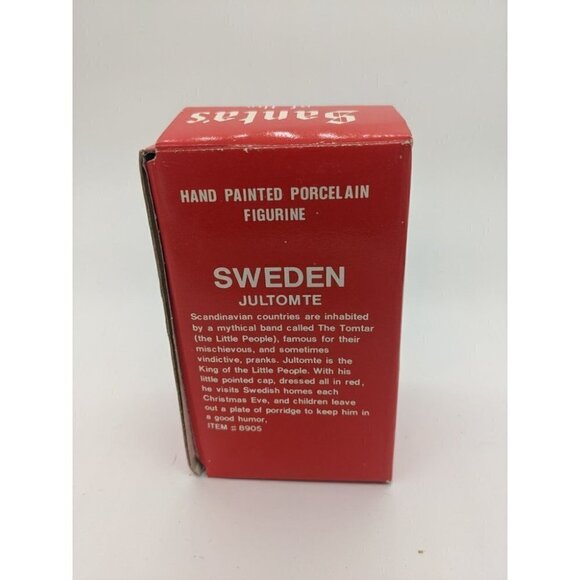 Santa's
HAND PAINTED PORCELAIN
FIGURINE
SWEDEN
JULTOMTE
Scandinavian countries are inhabited
by a mythical band called The Tomtar
(the Little People), famous for their
mischievous, and sometimes
vindictive, pranks. Jultomte is the
King of the Little People. With his
little pointed cap, dressed all in red,
he visits Swedish homes each
Christmas Eve, and children leave
out a plate of porridge to keep him in
a good humor.
ITEM # 8905